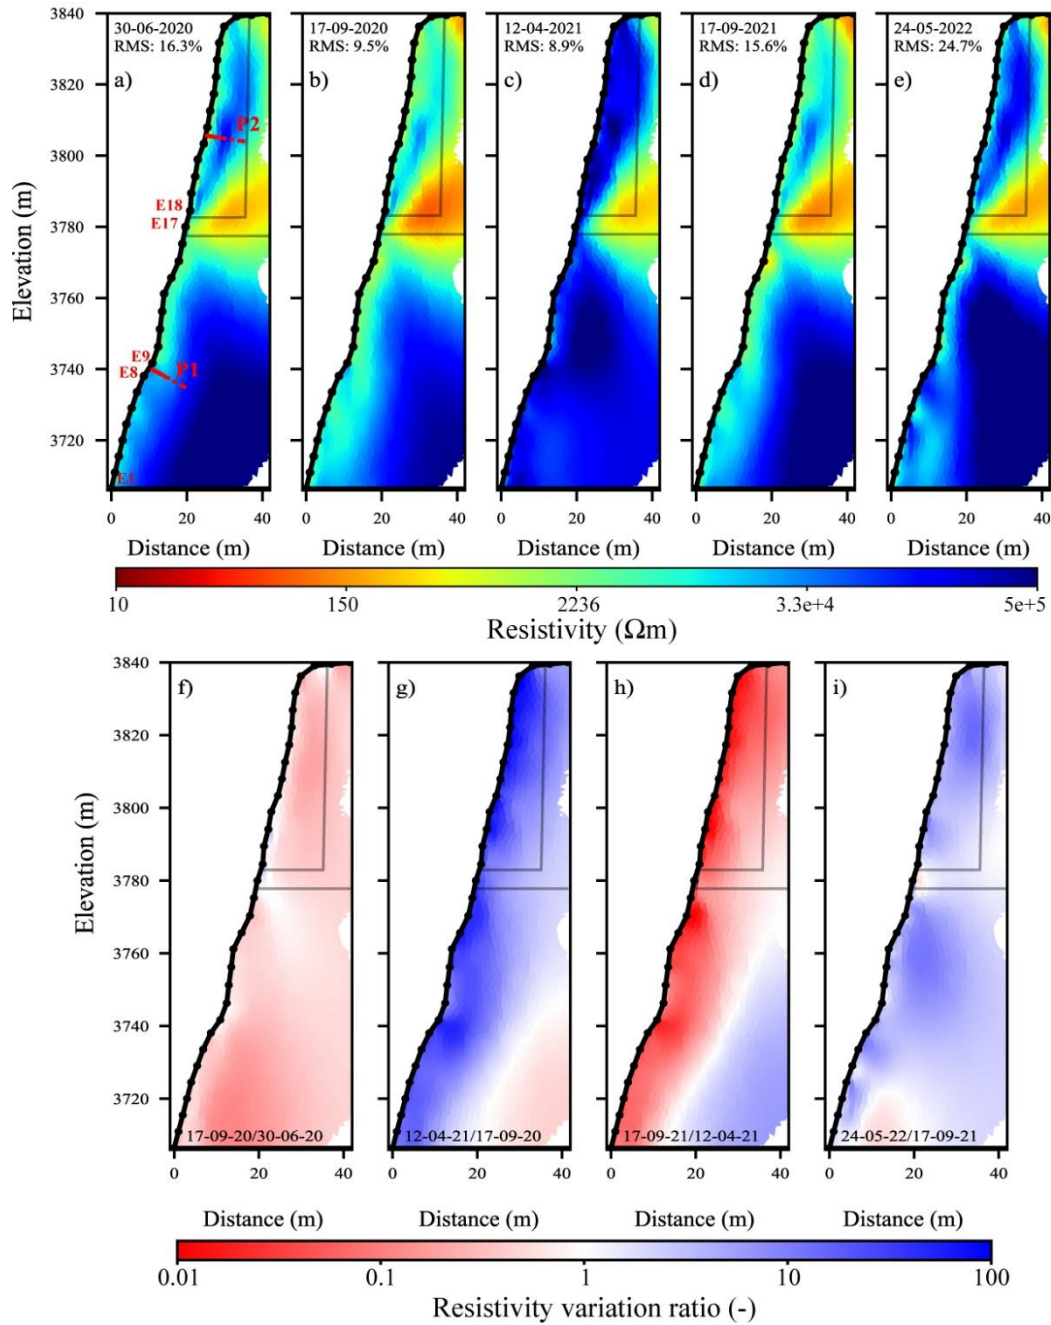 3840
3820
3800
3780
3760
3740
3720
Elevation (m)
30-06-2020
RMS: 16.3%
a)
P2
E18
E17
E9
E8
P1
E1
17-09-2020
RMS: 9.5%
b)
12-04-2021
RMS: 8.9%
c)
17-09-2021
RMS: 15.6%
d)
24-05-2022
RMS: 24.7%
e)
0 20 40 0 20 40 0 20 40 0 20 40 0 20 40
Distance (m) Distance (m) Distance (m) Distance (m) Distance (m)
10 150 2236 3.3e+4 5e+5
Resistivity (Ωm)
3840
3820
3800
3780
3760
3740
3720
Elevation (m)
f) g) h) i)
17-09-20/30-06-20 12-04-21/17-09-20 17-09-21/12-04-21 24-05-22/17-09-21
0 20 40 0 20 40 0 20 40 0 20 40
Distance (m) Distance (m) Distance (m) Distance (m)
0.01 0.1 1 10 100
Resistivity variation ratio (-)